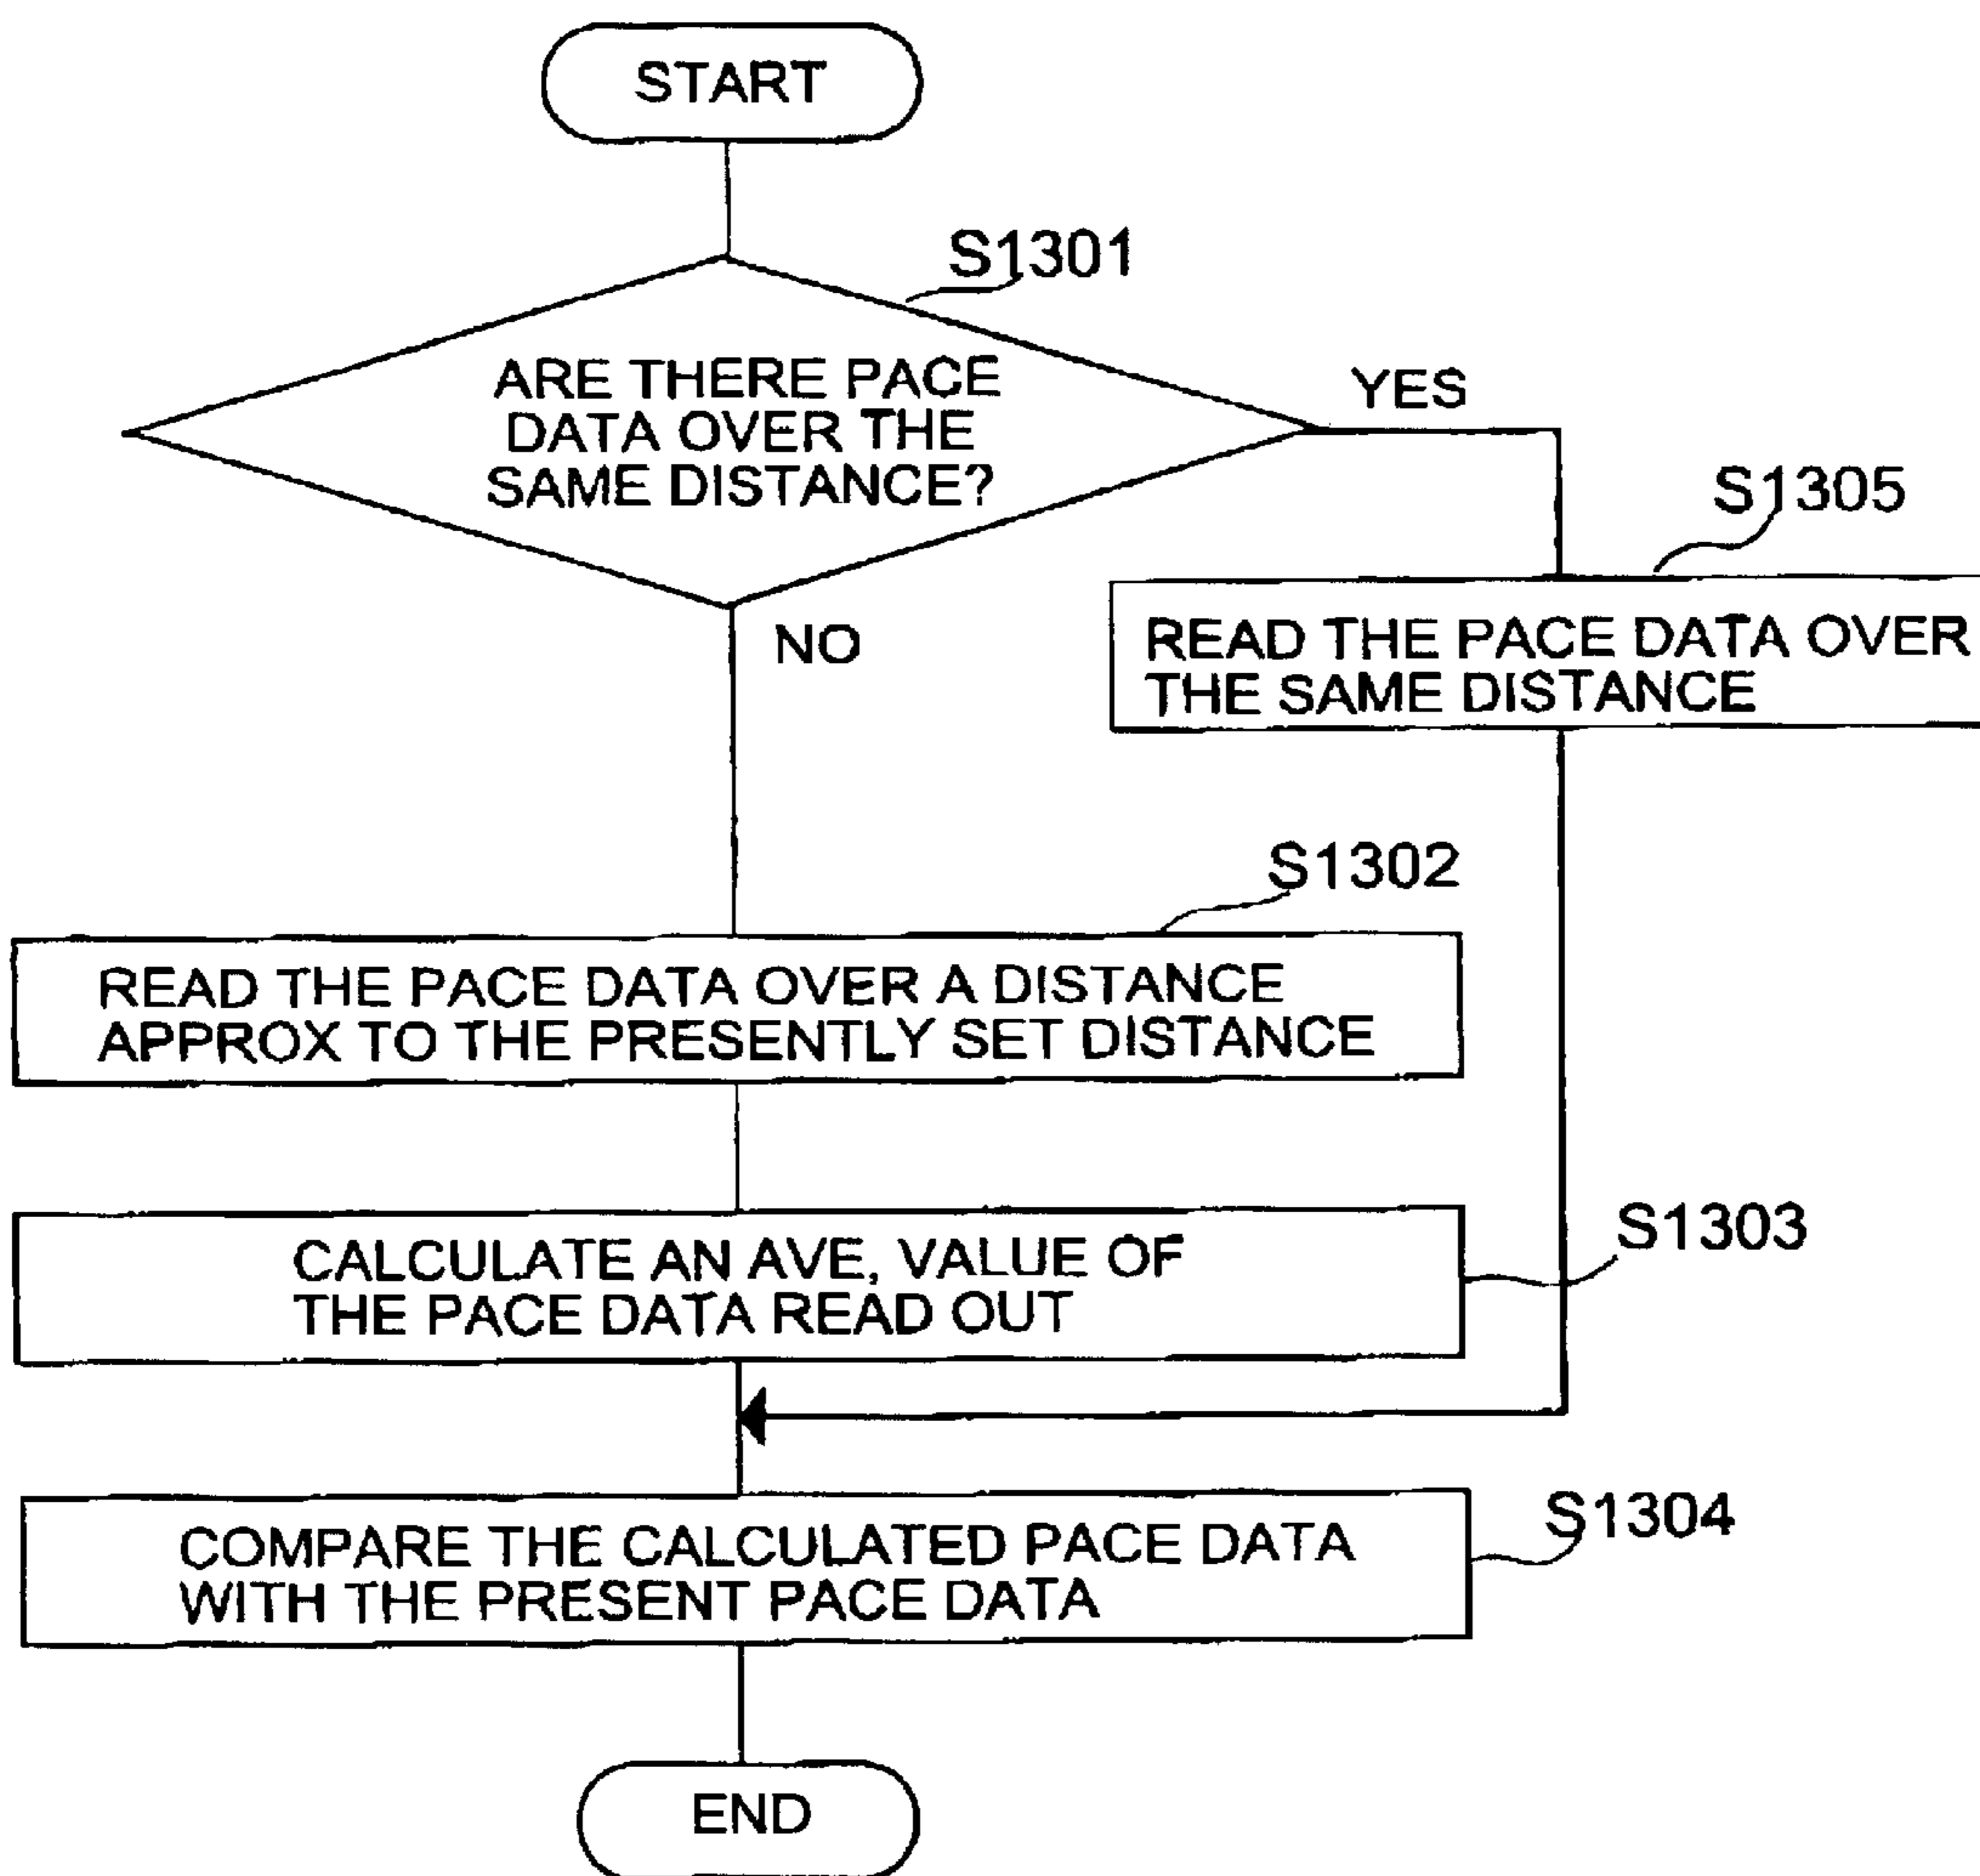 START
S1301
ARE THERE PACE
DATA OVER THE
SAME DISTANCE?
YES
NO
S1305
READ THE PACE DATA OVER
THE SAME DISTANCE
S1302
READ THE PACE DATA OVER A DISTANCE
APPROX TO THE PRESENTLY SET DISTANCE
S1303
CALCULATE AN AVE, VALUE OF
THE PACE DATA READ OUT
S1304
COMPARE THE CALCULATED PACE DATA
WITH THE PRESENT PACE DATA
END